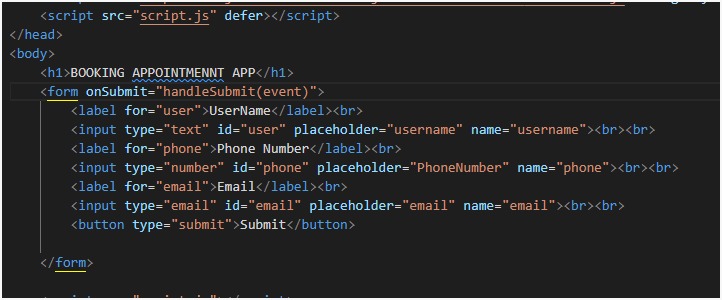 <script src="script.js" defer></script>
</head>
<body>
<h1>BOOKING APPOINTMENNT APP</h1>
<form onSubmit="handleSubmit(event)">
<label for="user">UserName</label><br>
<input type="text" id="user" placeholder="username" name="username"><br><br>
<label for="phone">Phone Number</label><br>
<input type="number" id="phone" placeholder="PhoneNumber" name="phone"><br><br>
<label for="email">Email</label><br>
<input type="email" id="email" placeholder="email" name="email"><br><br>
<button type="submit">Submit</button>
</form>